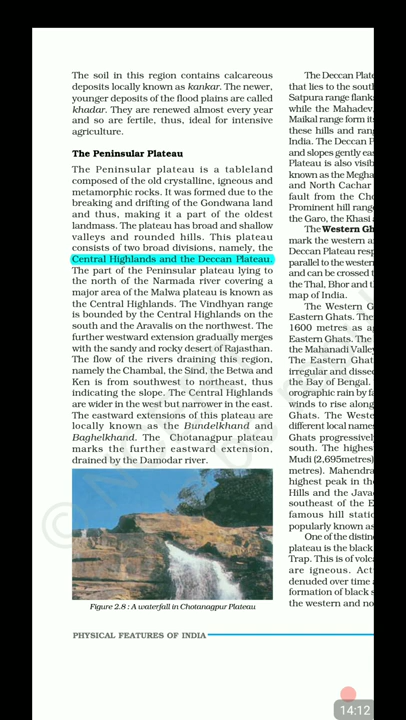 The soil in this region contains calcareous
deposits locally known as kankar. The newer,
younger deposits of the flood plains are called
khadar. They are renewed almost every year
and so are fertile, thus, ideal for intensive
agriculture.
The Peninsular Plateau
The Peninsular plateau is a tableland
composed of the old crystalline, igneous and
metamorphic rocks. It was formed due to the
breaking and drifting of the Gondwana land
and thus, making it a part of the oldest
landmass. The plateau has broad and shallow
valleys and rounded hills. This plateau
consists of two broad divisions, namely, the
Central Highlands and the Deccan Plateau.
The part of the Peninsular plateau lying to
the north of the Narmada river covering a
major area of the Malwa plateau is known as
the Central Highlands. The Vindhyan range
is bounded by the Central Highlands on the
south and the Aravalis on the northwest. The
further westward extension gradually merges
with the sandy and rocky desert of Rajasthan.
The flow of the rivers draining this region,
namely the Chambal, the Sind, the Betwa and
Ken is from southwest to northeast, thus
indicating the slope. The Central Highlands
are wider in the west but narrower in the east.
The eastward extensions of this plateau are
locally known as the Bundelkhand and
Baghelkhand. The Chotanagpur plateau
marks the further eastward extension,
drained by the Damodar river.
Figure 2.8 : A waterfall in Chotanagpur Plateau
The Deccan Plate
that lies to the sout
Satpura range flank
while the Mahadev
Maikal range form it
these hills and ran
India. The Deccan P
and slopes gently ea
Plateau is also visib
known as the Megha
and North Cachar
fault from the Cho
Prominent hill range
the Garo, the Khasi
The Western Gh
mark the western a
Deccan Plateau resp
parallel to the wester
and can be crossed t
the Thal, Bhor and t
map of India.
The Western G
Eastern Ghats. The
1600 metres as ag
Eastern Ghats. The
the Mahanadi Valley
The Eastern Ghat
irregular and dissec
the Bay of Bengal.
orographic rain by fa
winds to rise along
Ghats. The Weste
different local names
Ghats progressively
south. The highes
Mudi (2,695metres)
metres). Mahendra
highest peak in the
Hills and the Java
southeast of the E
famous hill static
popularly known as
One of the distin
plateau is the black
Trap. This is of volca
are igneous. Act
denuded over time a
formation of black s
the western and no
PHYSICAL FEATURES OF INDIA
14:12